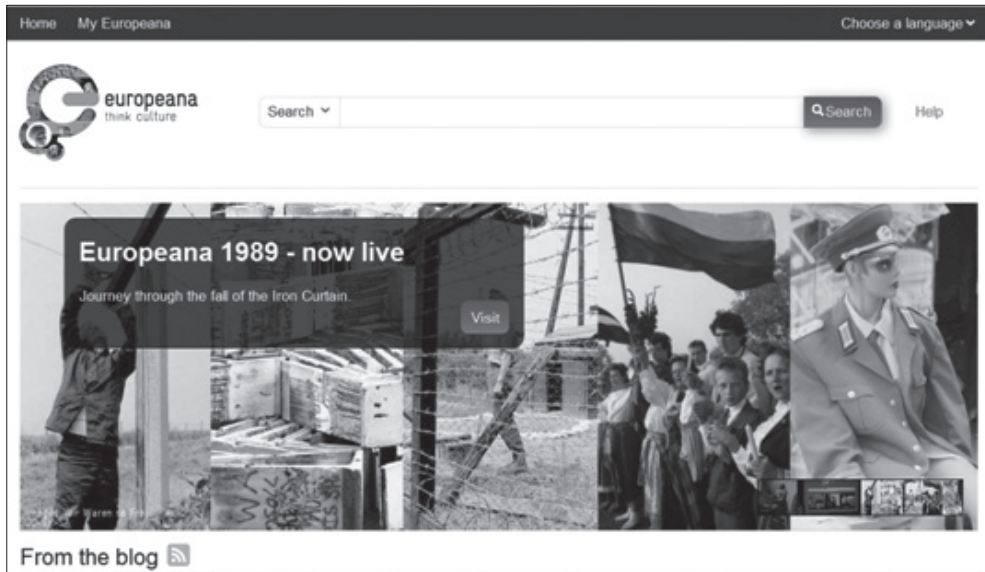 Home My Europeana Choose a language
europeana
think culture
Search Search Help
Europeana 1989 - now live
Journey through the fall of the Iron Curtain.
Visit
From the blog